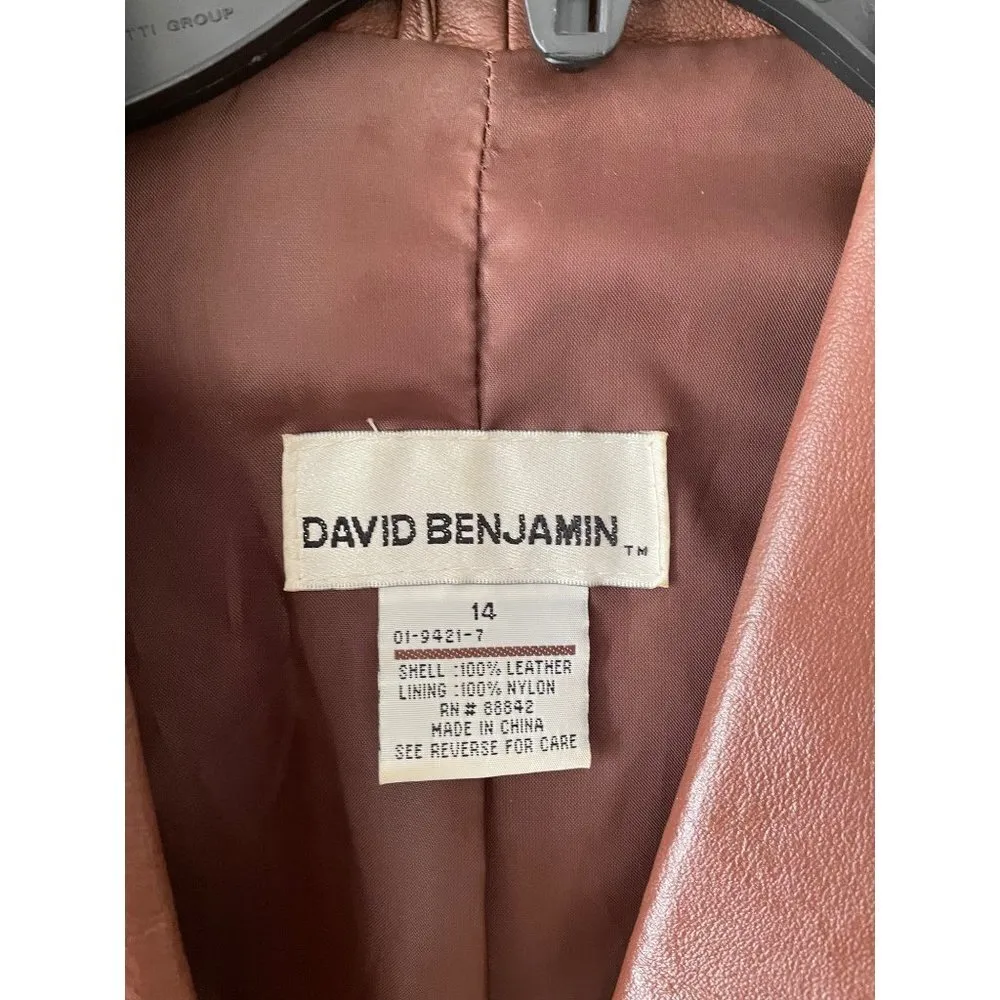 TTI GROUP
DAVID BENJAMIN TM
14
01-9421-7
SHELL :100% LEATHER
LINING :100% NYLON
RN # 88842
MADE IN CHINA
SEE REVERSE FOR CARE